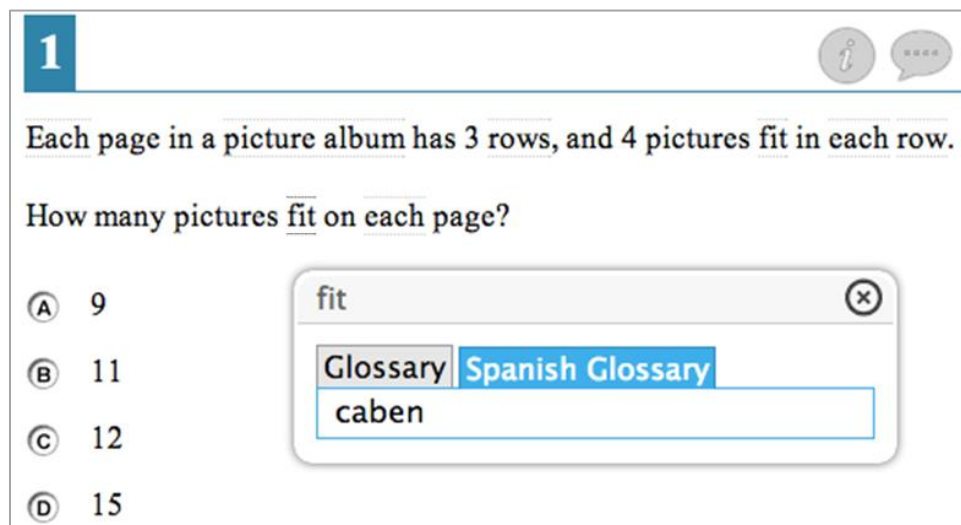 1
Each page in a picture album has 3 rows, and 4 pictures fit in each row.
How many pictures fit on each page?
A 9
B 11
C 12
D 15
fit
Glossary Spanish Glossary
caben